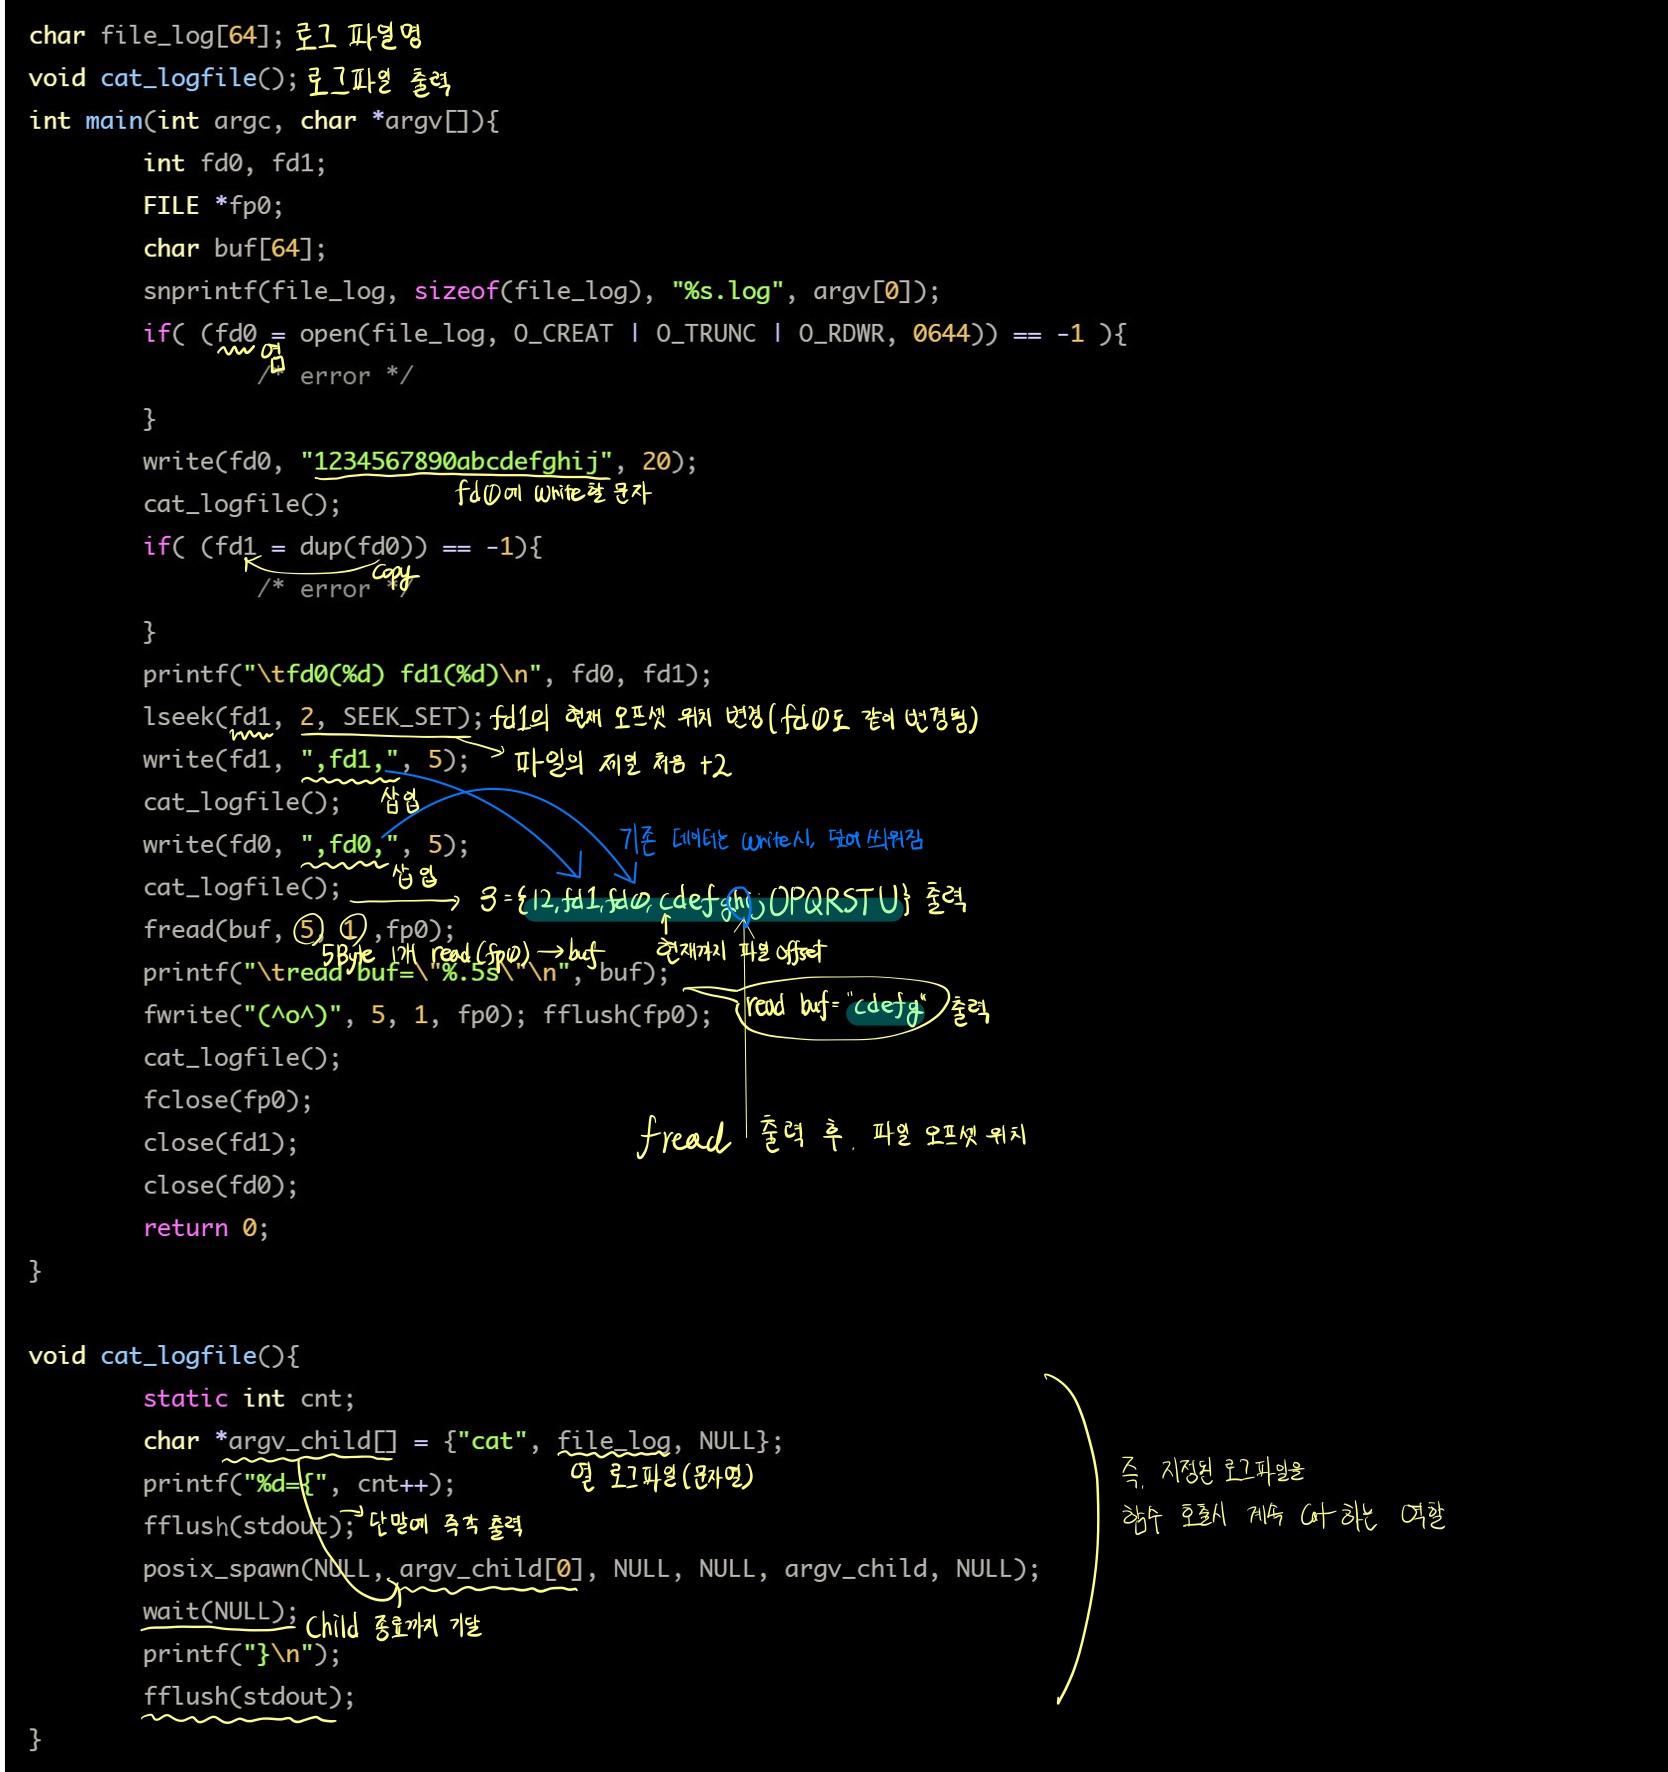 char file_log[64]; 로그 파일명
void cat_logfile(); 로그파일 출력
int main(int argc, char *argv[]){
int fd0, fd1;
FILE *fp0;
char buf[64];
snprintf(file_log, sizeof(file_log), "%s.log", argv[0]);
if( (fd0 = open(file_log, O_CREAT | O_TRUNC | O_RDWR, 0644)) == -1 ){
염
/* error */
}
write(fd0, "1234567890abcdefghij", 20);
fd0에 write할 문자
cat_logfile();
if( (fd1 = dup(fd0)) == -1){
copy
/* error */
}
printf("\tfd0(%d) fd1(%d)\n", fd0, fd1);
lseek(fd1, 2, SEEK_SET); fd1의 현재 오프셋 위치 변경(fd0도 같이 변경됨)
write(fd1, ",fd1,", 5); 파일의 제일 처음 +2
cat_logfile(); 삽입
write(fd0, ",fd0,", 5); 기존 데이터는 write시, 덮어 씌워짐
삽입
cat_logfile(); 3={12,fd1,fd0,cdefghijOPQRSTU} 출력
fread(buf, 5, 1 ,fp0);
5Byte 1개 read(fp0) → buf 현재까지 파일 offset
printf("\tread buf=\"%.5s\"\n", buf);
read buf="cdefg" 출력
fwrite("(^o^)", 5, 1, fp0); fflush(fp0);
cat_logfile();
fclose(fp0);
close(fd1); fread 출력 후, 파일 오프셋 위치
close(fd0);
return 0;
}
void cat_logfile(){
static int cnt;
char *argv_child[] = {"cat", file_log, NULL};
열 로그파일(문자열)
printf("%d={", cnt++);
fflush(stdout); 단말에 즉각 출력
즉, 지정된 로그파일을
함수 호출시 계속 cat 하는 역할
posix_spawn(NULL, argv_child[0], NULL, NULL, argv_child, NULL);
wait(NULL); Child 종료까지 기달
printf("}\n");
fflush(stdout);
}